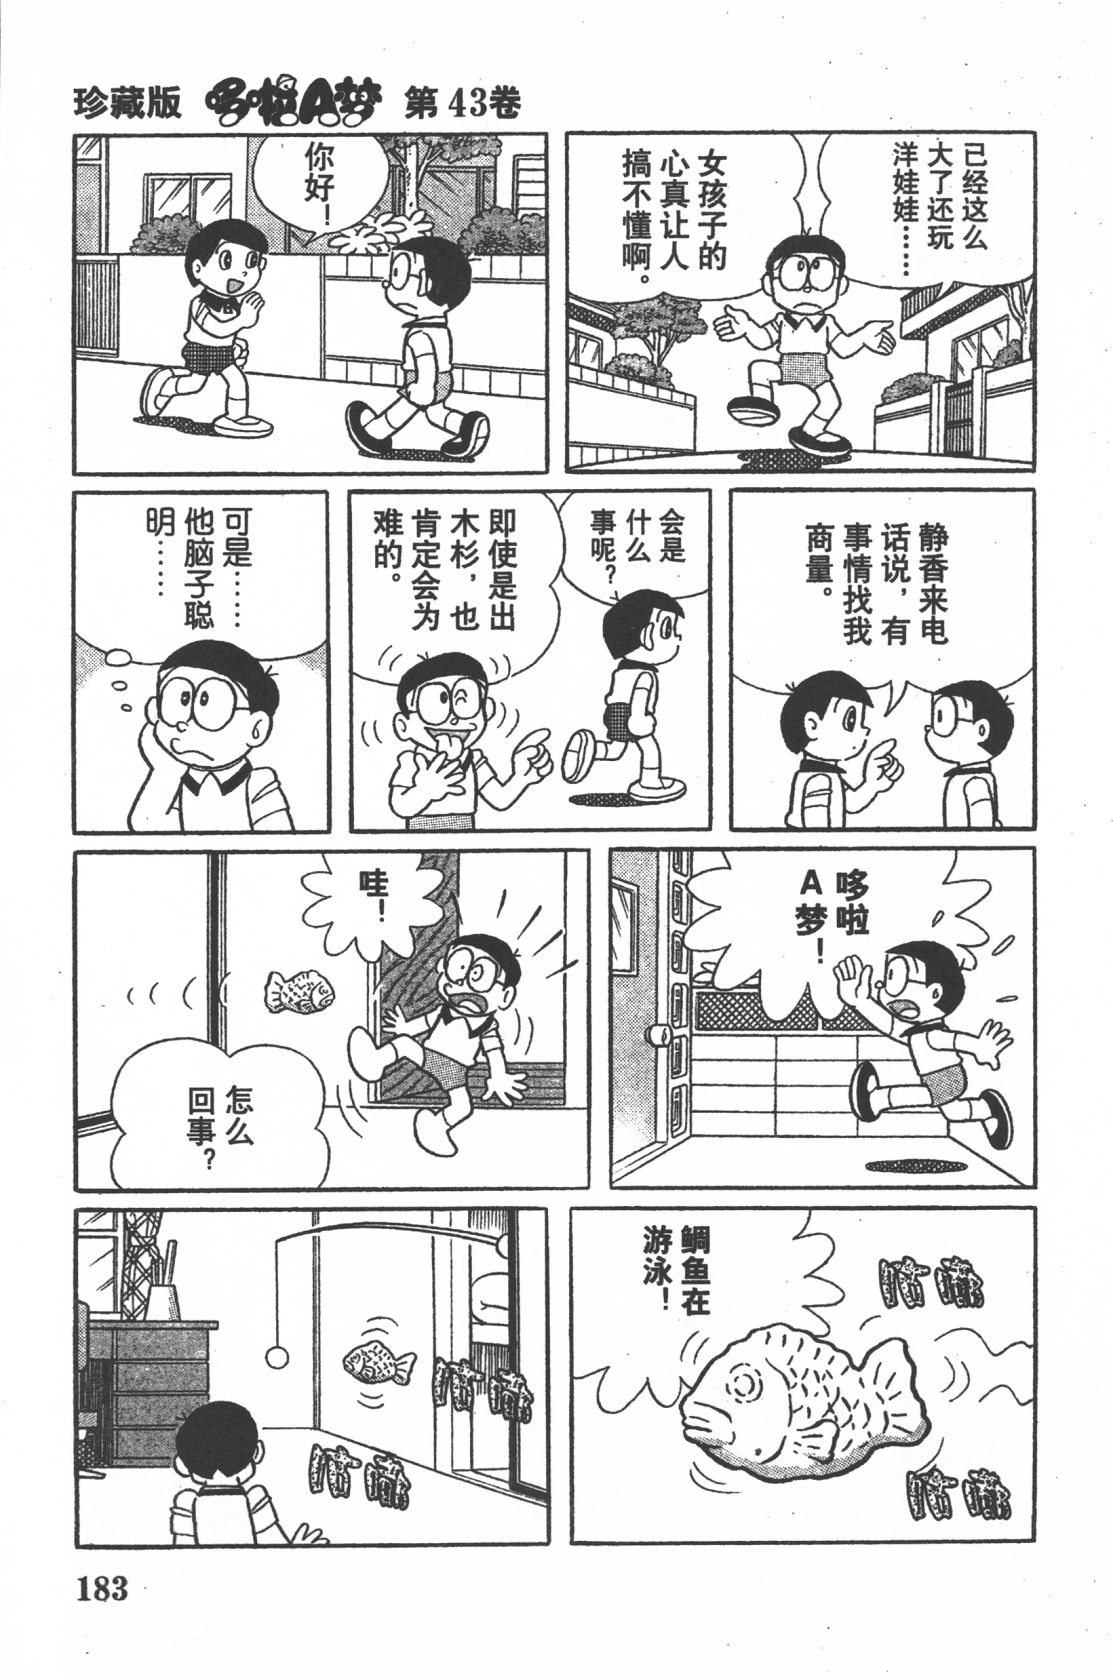 珍藏版 哆啦A梦 第43卷
已经这么
大了还玩
洋娃娃……
女孩子的
心真让人
搞不懂啊。
你好！
静香来电
话说，有
事情找我
商量。
会是
什么
事呢？
即使是出
木杉，也
肯定会为
难的。
可是……
他脑子聪
明……
哆啦
A梦！
哇！
怎么
回事？
鲷鱼在
游泳！
183